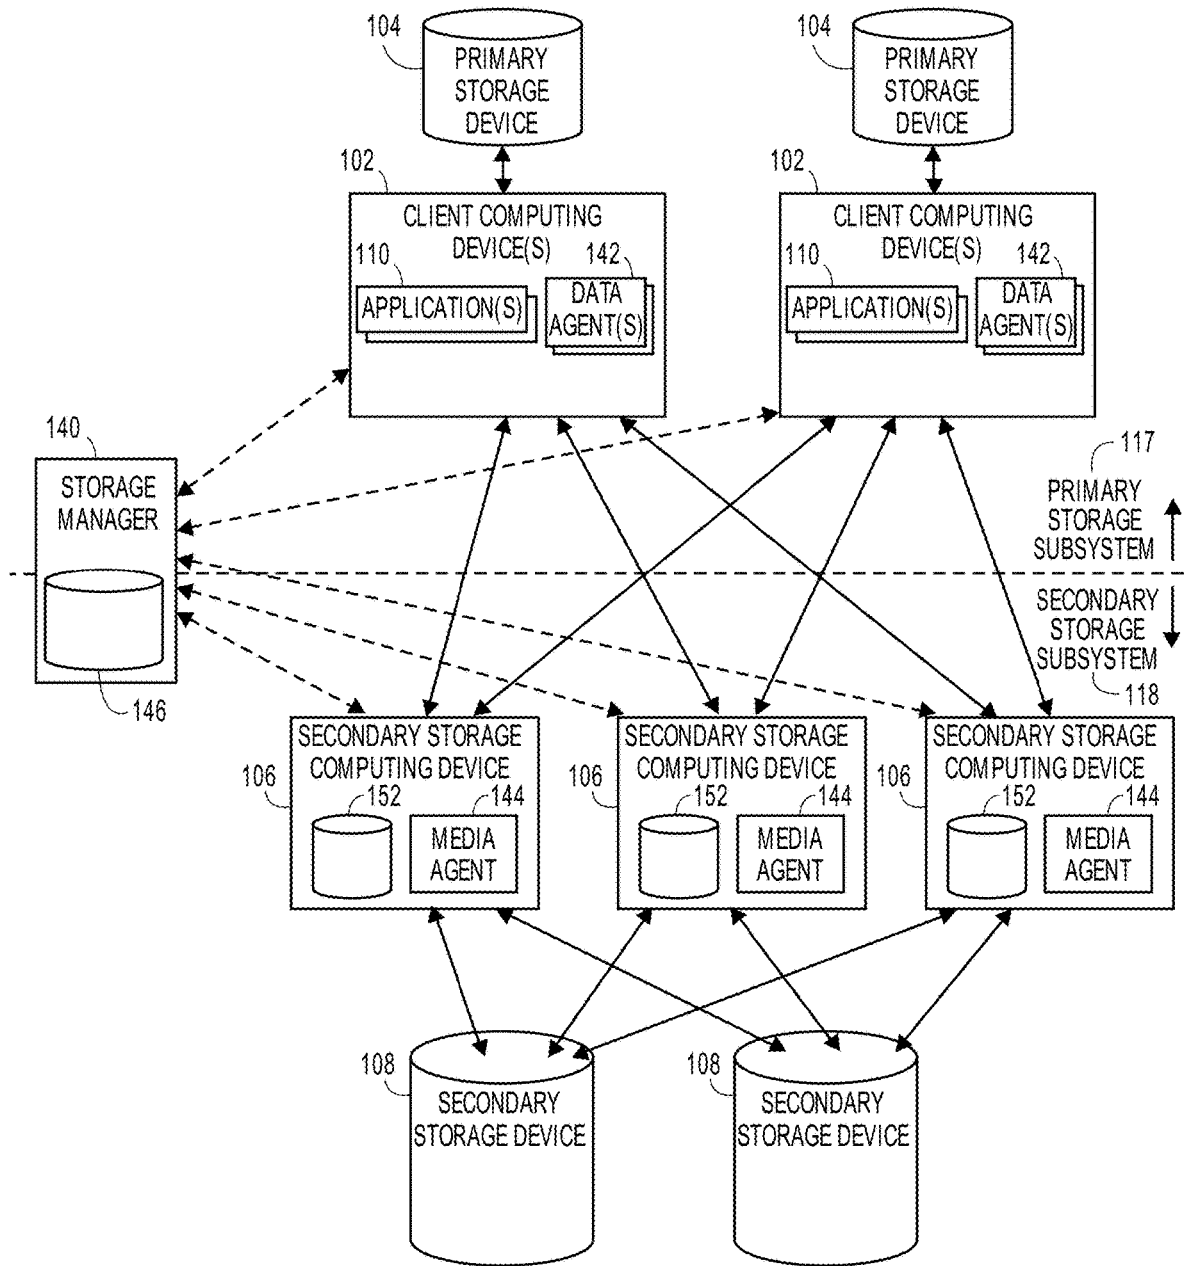 104
PRIMARY
STORAGE
DEVICE
104
PRIMARY
STORAGE
DEVICE
102
CLIENT COMPUTING
DEVICE(S)
110
142
APPLICATION(S)
DATA
AGENT(S)
102
CLIENT COMPUTING
DEVICE(S)
110
142
APPLICATION(S)
DATA
AGENT(S)
140
STORAGE
MANAGER
146
117
PRIMARY
STORAGE
SUBSYSTEM
SECONDARY
STORAGE
SUBSYSTEM
118
SECONDARY STORAGE
COMPUTING DEVICE
106
152
144
MEDIA
AGENT
SECONDARY STORAGE
COMPUTING DEVICE
106
152
144
MEDIA
AGENT
SECONDARY STORAGE
COMPUTING DEVICE
106
152
144
MEDIA
AGENT
108
SECONDARY
STORAGE DEVICE
108
SECONDARY
STORAGE DEVICE